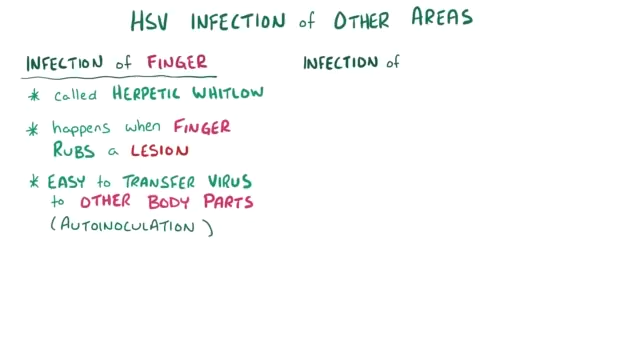 HSV INFECTION of OTHER AREAS
INFECTION of FINGER
* called HERPETIC WHITLOW
* happens when FINGER
RUBS a LESION
* EASY to TRANSFER VIRUS
to OTHER BODY PARTS
(AUTOINOCULATION)
INFECTION of